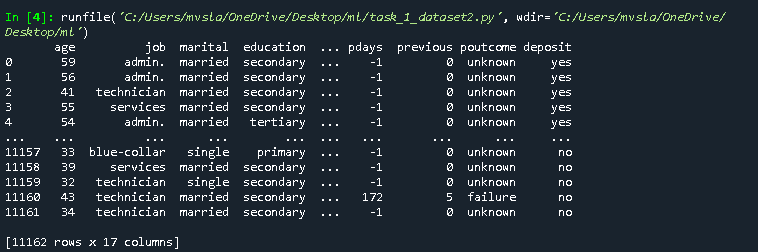 In [4]: runfile('C:/Users/mvsla/OneDrive/Desktop/ml/task_1_dataset2.py', wdir='C:/Users/mvsla/OneDrive/
Desktop/ml')
age job marital education ... pdays previous poutcome deposit
0 59 admin. married secondary ... -1 0 unknown yes
1 56 admin. married secondary ... -1 0 unknown yes
2 41 technician married secondary ... -1 0 unknown yes
3 55 services married secondary ... -1 0 unknown yes
4 54 admin. married tertiary ... -1 0 unknown yes
... ... ... ... ... ... ... ... ... ...
11157 33 blue-collar single primary ... -1 0 unknown no
11158 39 services married secondary ... -1 0 unknown no
11159 32 technician single secondary ... -1 0 unknown no
11160 43 technician married secondary ... 172 5 failure no
11161 34 technician married secondary ... -1 0 unknown no
[11162 rows x 17 columns]